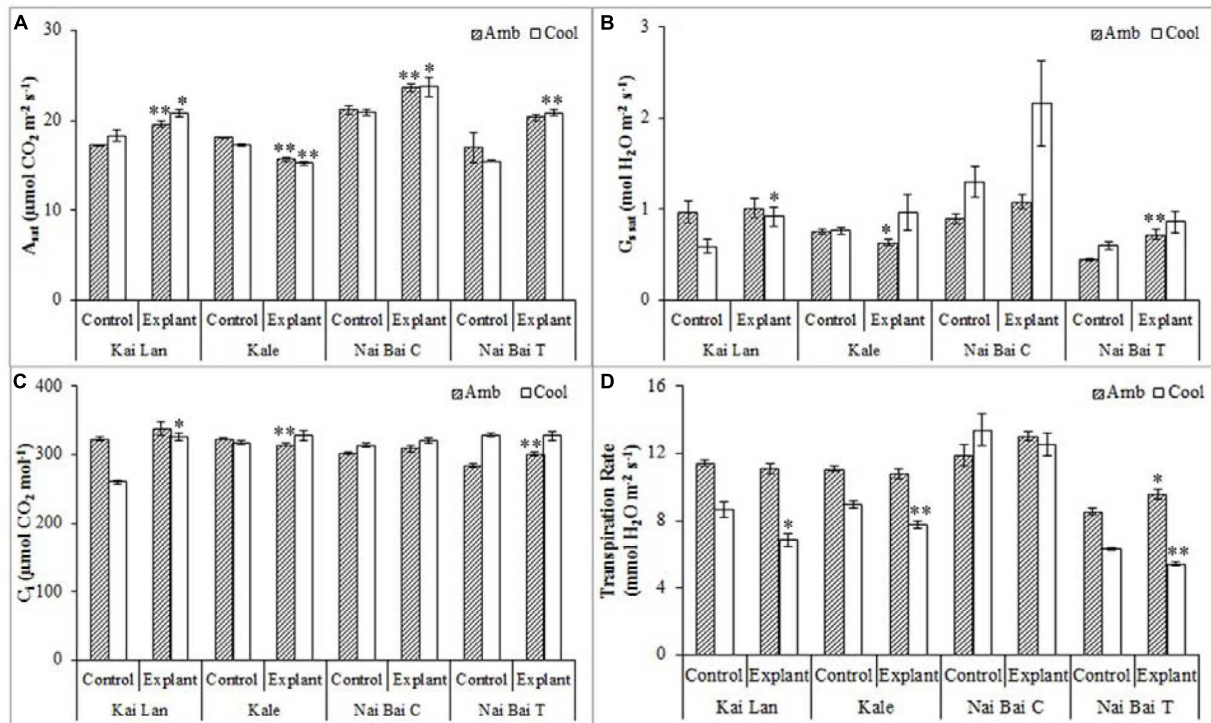 A
30
20
10
0
A_sat (μmol CO₂ m⁻² s⁻¹)
Amb Cool
** * ** ** ** * **
Control Explant Control Explant Control Explant Control Explant
Kai Lan Kale Nai Bai C Nai Bai T
B
3
2
1
0
G_s sat (mol H₂O m⁻² s⁻¹)
Amb Cool
* * **
Control Explant Control Explant Control Explant Control Explant
Kai Lan Kale Nai Bai C Nai Bai T
C
400
300
200
100
0
C_i (μmol CO₂ mol⁻¹)
Amb Cool
* ** **
Control Explant Control Explant Control Explant Control Explant
Kai Lan Kale Nai Bai C Nai Bai T
D
16
12
8
4
0
Transpiration Rate
(mmol H₂O m⁻² s⁻¹)
Amb Cool
* ** * **
Control Explant Control Explant Control Explant Control Explant
Kai Lan Kale Nai Bai C Nai Bai T